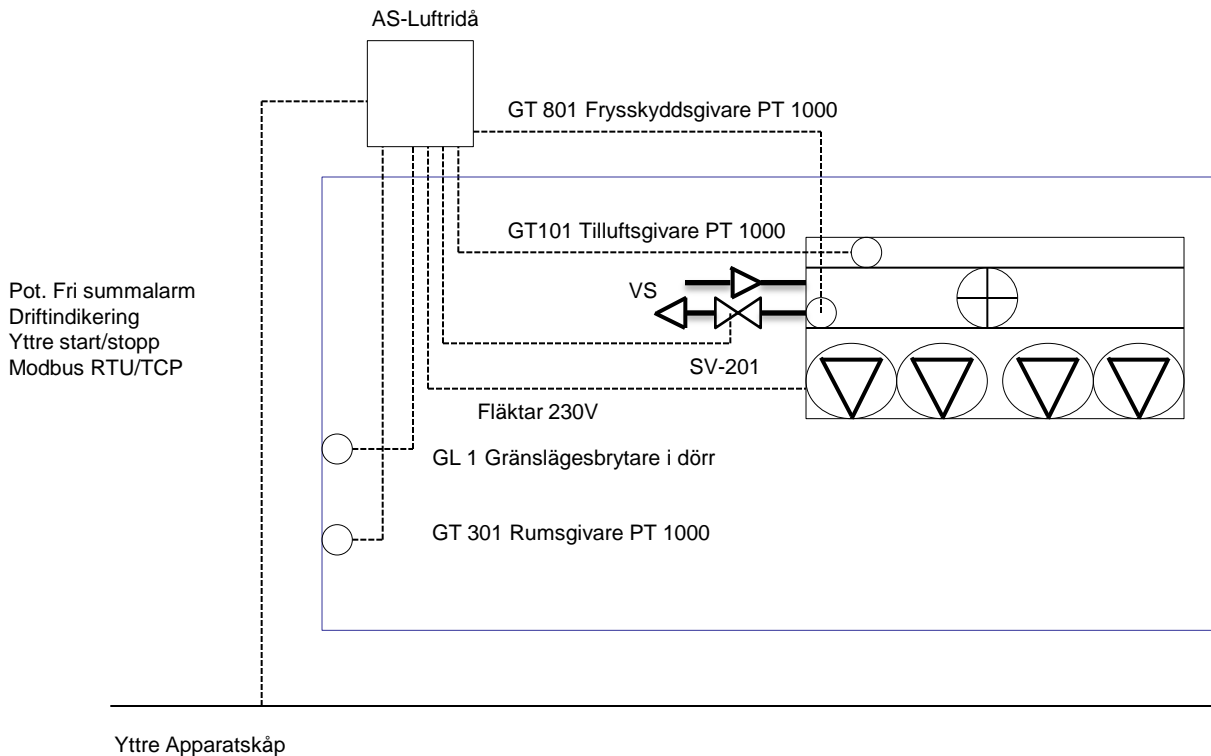 AS-Luftridå
GT 801 Frysskyddsgivare PT 1000
GT101 Tilluftsgivare PT 1000
Pot. Fri summalarm
Driftindikering
Yttre start/stopp
Modbus RTU/TCP
VS
SV-201
Fläktar 230V
GL 1 Gränslägesbrytare i dörr
GT 301 Rumsgivare PT 1000
Yttre Apparatskåp